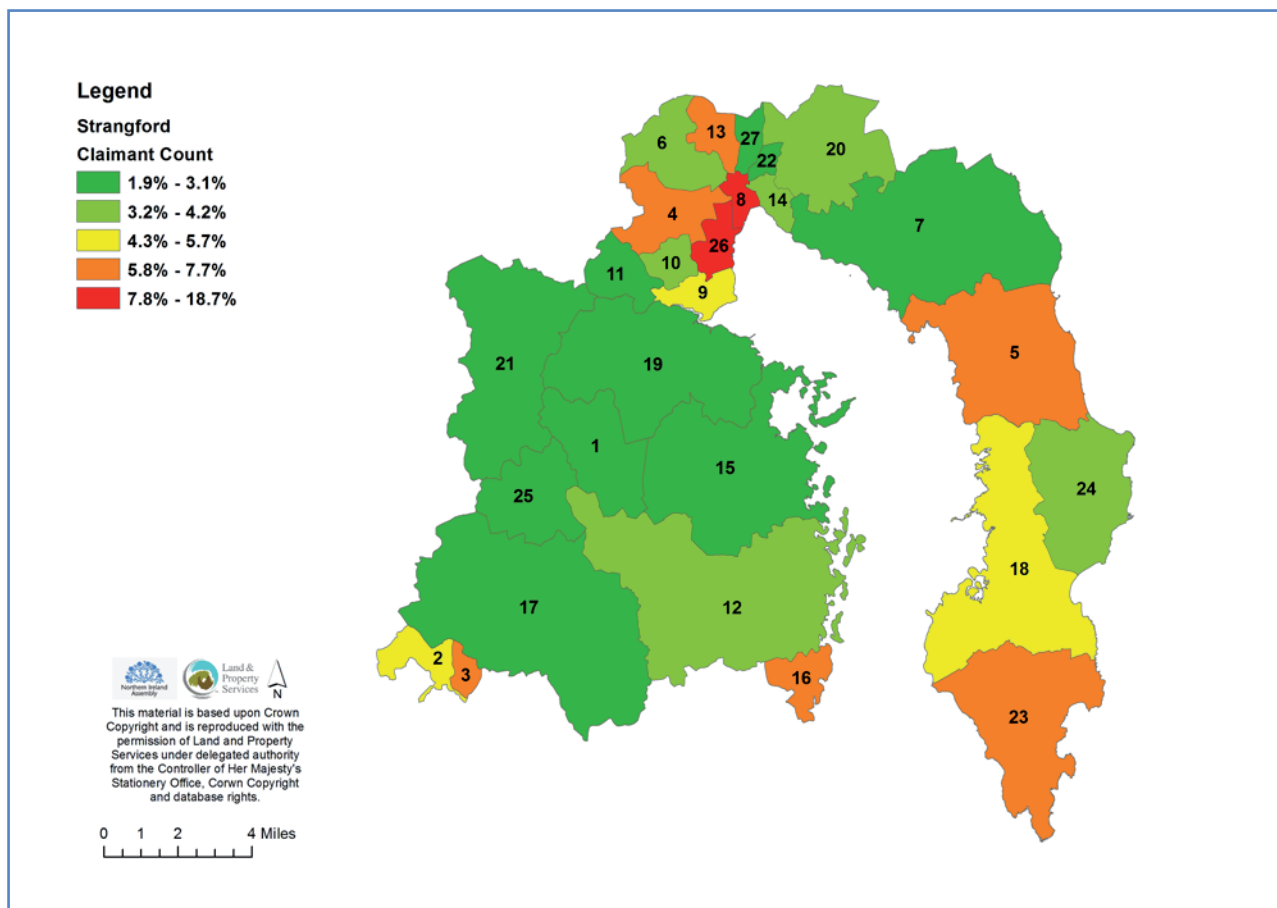 Legend
Strangford
Claimant Count
1.9% - 3.1%
3.2% - 4.2%
4.3% - 5.7%
5.8% - 7.7%
7.8% - 18.7%
13
27
6
22
20
8
14
4
7
26
10
11
9
5
21
19
1
15
24
25
18
12
17
2
3
16
23
Northern Ireland
Assembly
Land &
Property
Services
N
This material is based upon Crown
Copyright and is reproduced with the
permission of Land and Property
Services under delegated authority
from the Controller of Her Majesty's
Stationery Office, Corwn Copyright
and database rights.
0 1 2 4 Miles